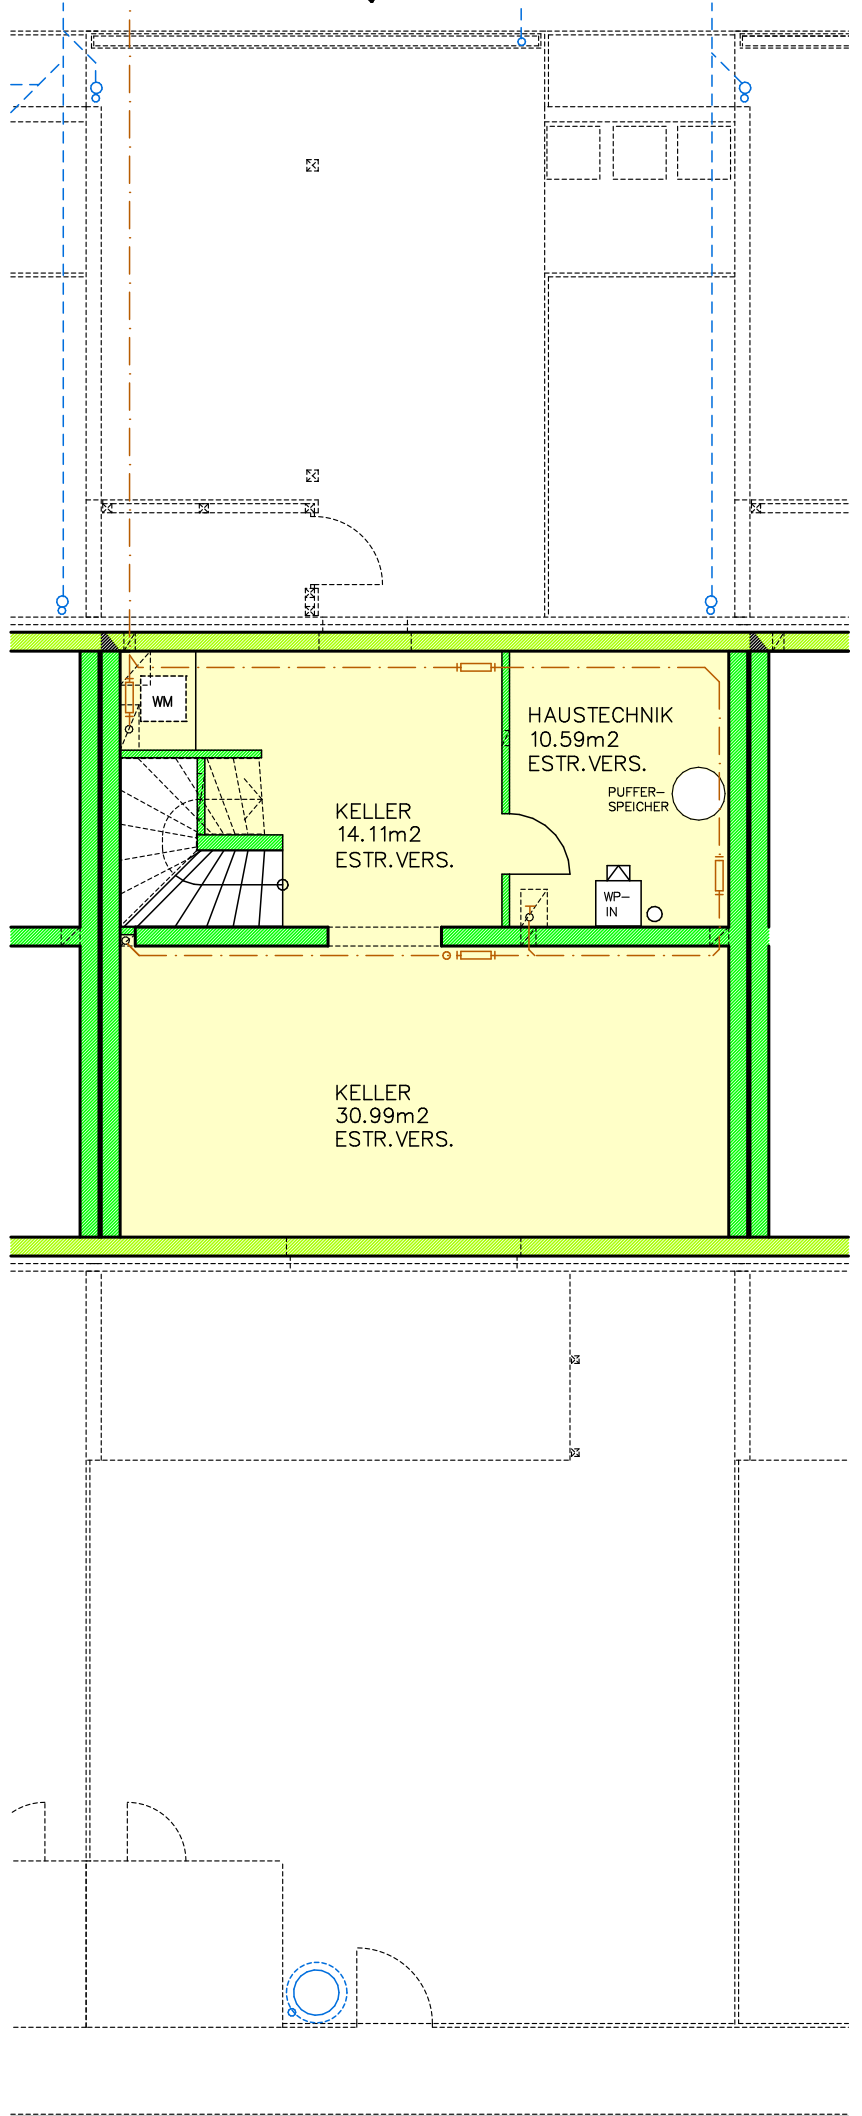 WM
HAUSTECHNIK
10.59m2
ESTR.VERS.
PUFFER-
SPEICHER
KELLER
14.11m2
ESTR.VERS.
WP-
IN
KELLER
30.99m2
ESTR.VERS.